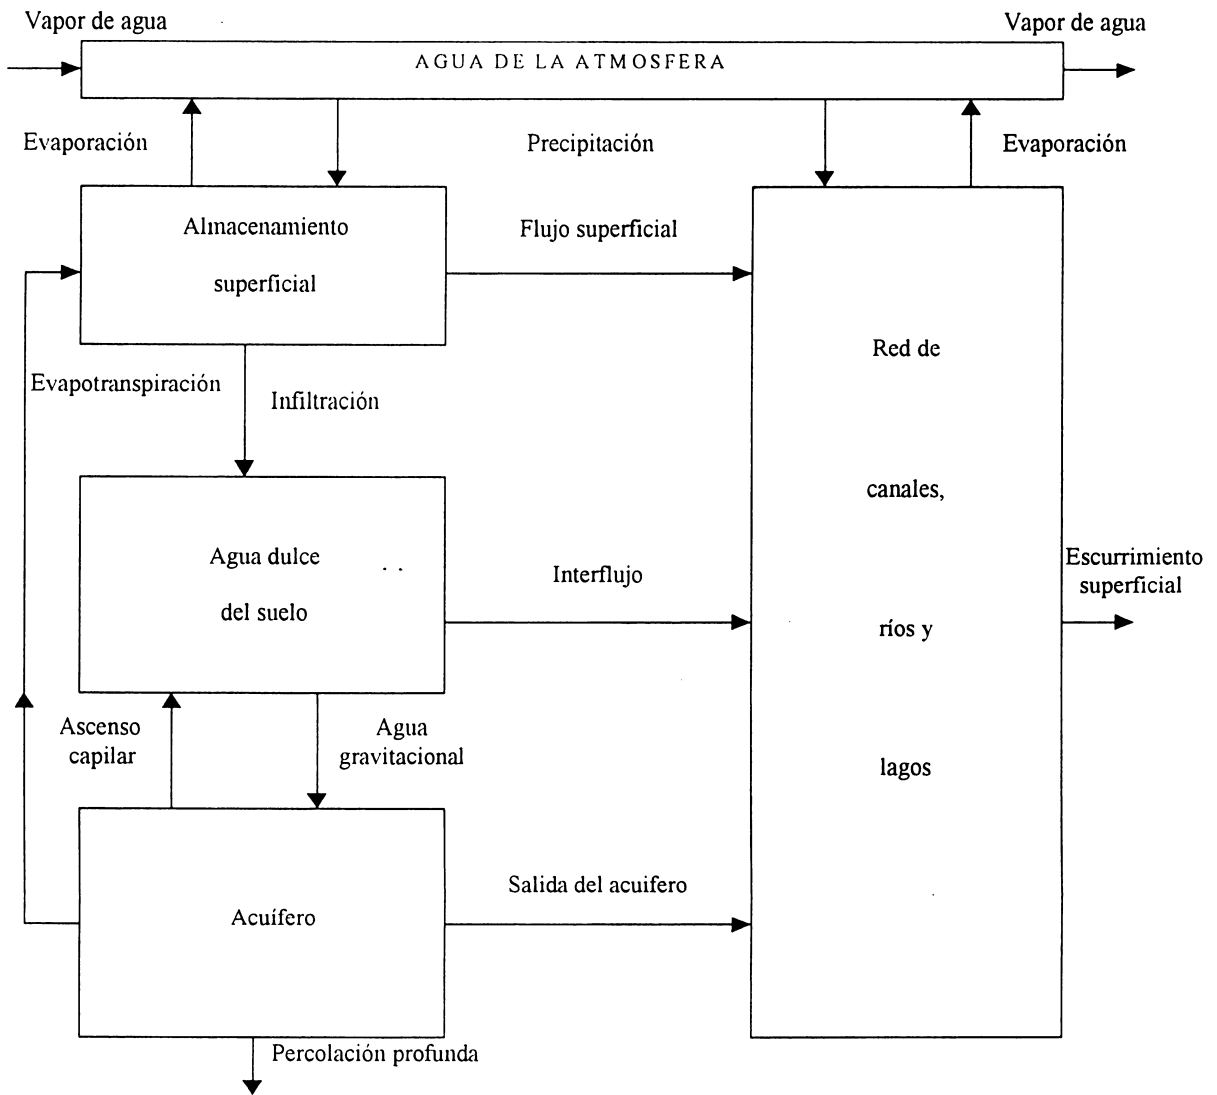 Vapor de agua
Vapor de agua
AGUA DE LA ATMOSFERA
Evaporación
Precipitación
Evaporación
Almacenamiento
superficial
Flujo superficial
Red de
canales,
ríos y
lagos
Evapotranspiración
Infiltración
Agua dulce
del suelo
Interflujo
Escurrimiento
superficial
Ascenso
capilar
Agua
gravitacional
Acuífero
Salida del acuifero
Percolación profunda